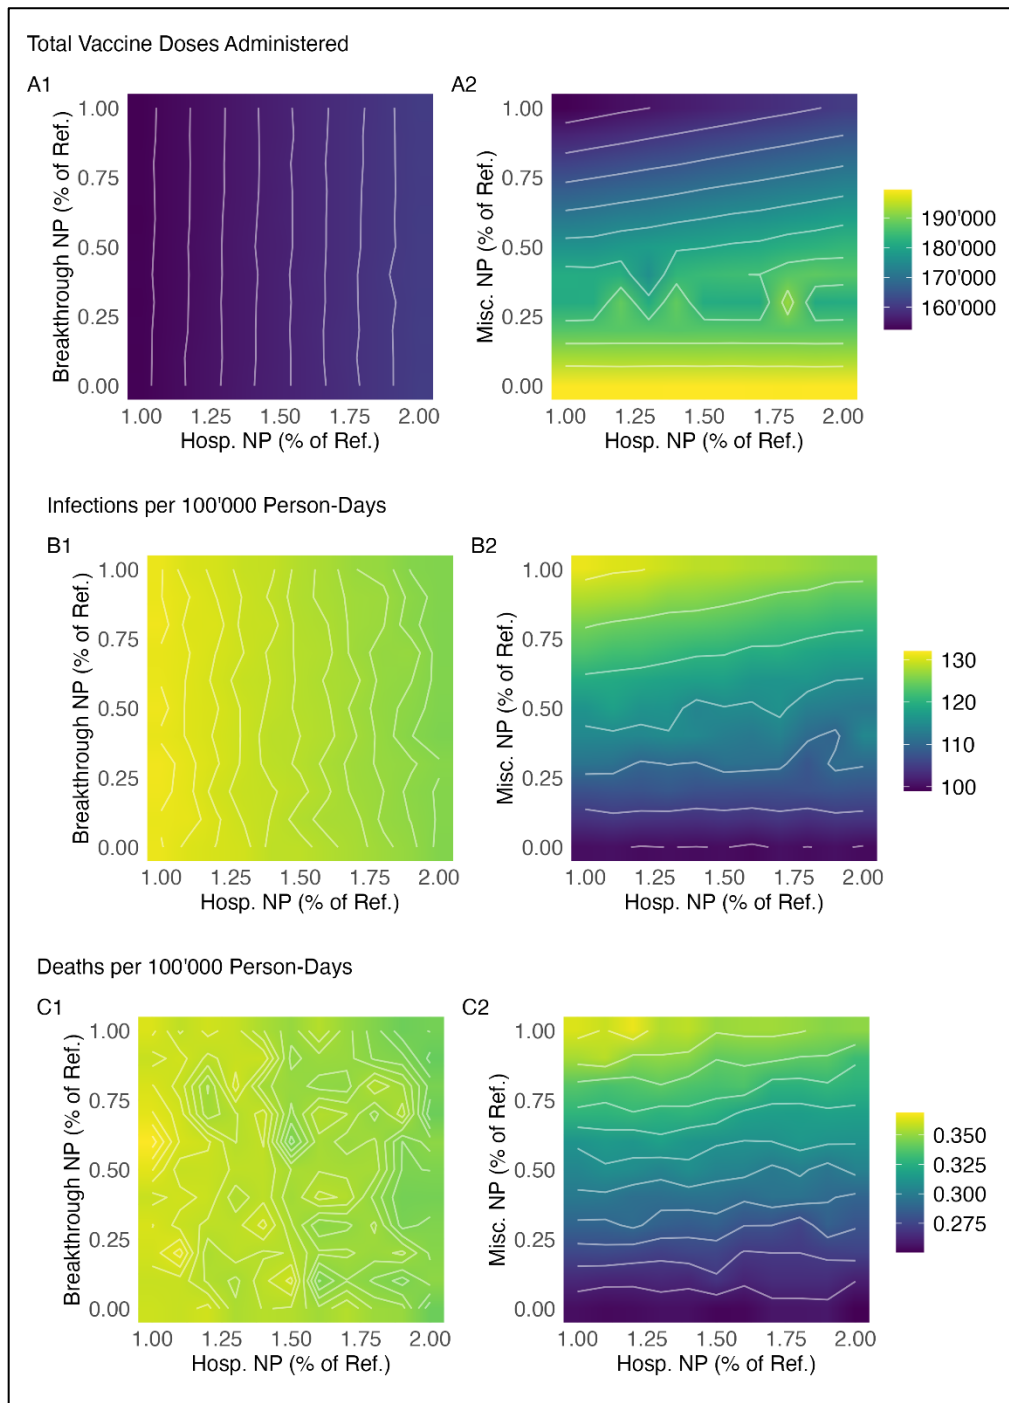 Total Vaccine Doses Administered
A1
Breakthrough NP (% of Ref.)
1.00
0.75
0.50
0.25
0.00
1.00 1.25 1.50 1.75 2.00
Hosp. NP (% of Ref.)
A2
Misc. NP (% of Ref.)
1.00
0.75
0.50
0.25
0.00
1.00 1.25 1.50 1.75 2.00
Hosp. NP (% of Ref.)
190'000
180'000
170'000
160'000
Infections per 100'000 Person-Days
B1
Breakthrough NP (% of Ref.)
1.00
0.75
0.50
0.25
0.00
1.00 1.25 1.50 1.75 2.00
Hosp. NP (% of Ref.)
B2
Misc. NP (% of Ref.)
1.00
0.75
0.50
0.25
0.00
1.00 1.25 1.50 1.75 2.00
Hosp. NP (% of Ref.)
130
120
110
100
Deaths per 100'000 Person-Days
C1
Breakthrough NP (% of Ref.)
1.00
0.75
0.50
0.25
0.00
1.00 1.25 1.50 1.75 2.00
Hosp. NP (% of Ref.)
C2
Misc. NP (% of Ref.)
1.00
0.75
0.50
0.25
0.00
1.00 1.25 1.50 1.75 2.00
Hosp. NP (% of Ref.)
0.350
0.325
0.300
0.275